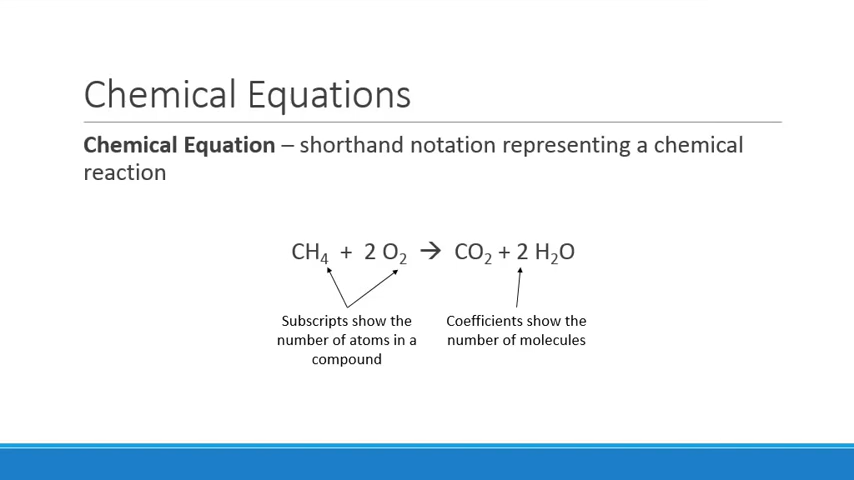 Chemical Equations
Chemical Equation – shorthand notation representing a chemical
reaction
CH₄ + 2 O₂ → CO₂ + 2 H₂O
Subscripts show the
number of atoms in a
compound
Coefficients show the
number of molecules